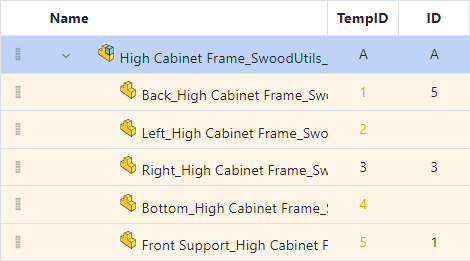 Name TempID ID
High Cabinet Frame_SwoodUtils_ A A
Back_High Cabinet Frame_Swo 1 5
Left_High Cabinet Frame_Swo 2
Right_High Cabinet Frame_Sw 3 3
Bottom_High Cabinet Frame_ 4
Front Support_High Cabinet F 5 1